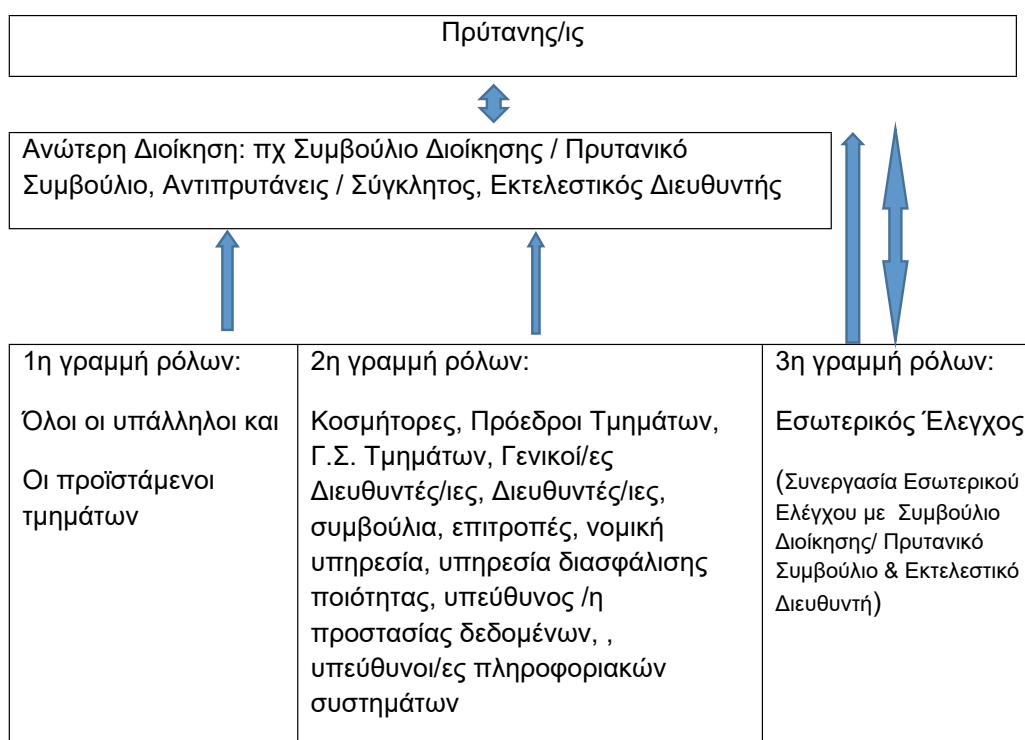 Πρύτανης/ις
Ανώτερη Διοίκηση: πχ Συμβούλιο Διοίκησης / Πρυτανικό
Συμβούλιο, Αντιπρυτάνεις / Σύγκλητος, Εκτελεστικός Διευθυντής
1η γραμμή ρόλων:
Όλοι οι υπάλληλοι και
Οι προϊστάμενοι
τμημάτων
2η γραμμή ρόλων:
Κοσμήτορες, Πρόεδροι Τμημάτων,
Γ.Σ. Τμημάτων, Γενικοί/ες
Διευθυντές/ιες, Διευθυντές/ιες,
συμβούλια, επιτροπές, νομική
υπηρεσία, υπηρεσία διασφάλισης
ποιότητας, υπεύθυνος /η
προστασίας δεδομένων, ,
υπεύθυνοι/ες πληροφοριακών
συστημάτων
3η γραμμή ρόλων:
Εσωτερικός Έλεγχος
(Συνεργασία Εσωτερικού
Ελέγχου με Συμβούλιο
Διοίκησης/ Πρυτανικό
Συμβούλιο & Εκτελεστικό
Διευθυντή)